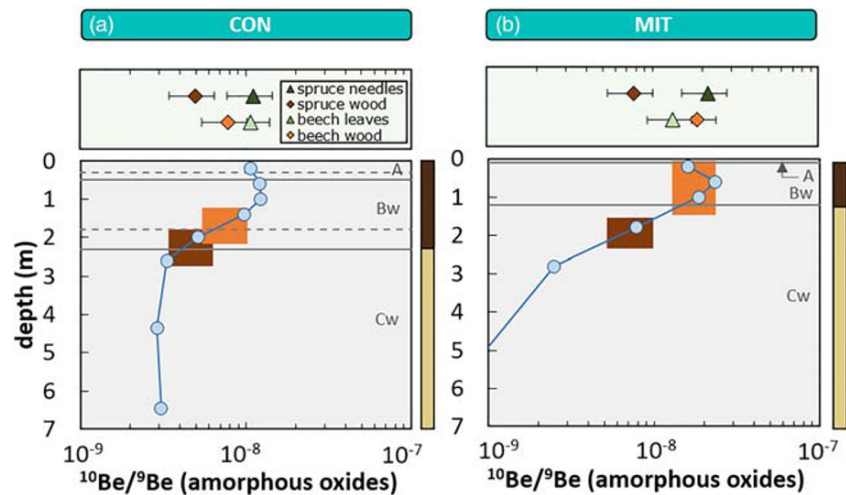 (a) CON
spruce needles
spruce wood
beech leaves
beech wood
0
1
2
3
4
5
6
7
depth (m)
A
Bw
Cw
10⁻⁹ 10⁻⁸ 10⁻⁷
¹⁰Be/⁹Be (amorphous oxides)
(b) MIT
0
1
2
3
4
5
6
7
A
Bw
Cw
10⁻⁹ 10⁻⁸ 10⁻⁷
¹⁰Be/⁹Be (amorphous oxides)